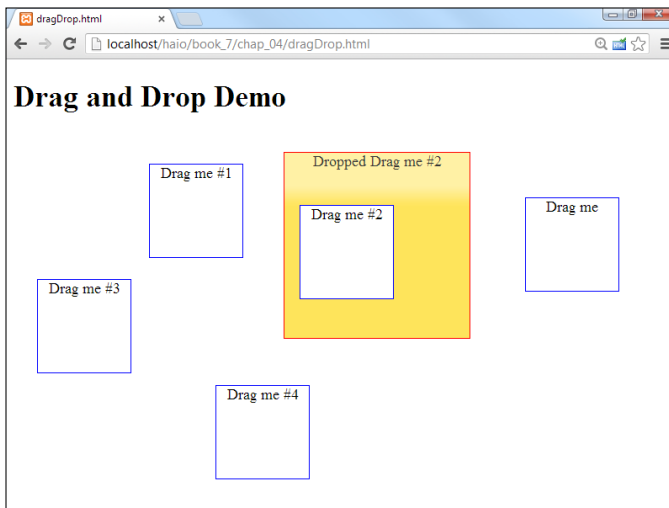 dragDrop.html
localhost/haio/book_7/chap_04/dragDrop.html
Drag and Drop Demo
Dropped Drag me #2
Drag me #1
Drag me #2
Drag me
Drag me #3
Drag me #4